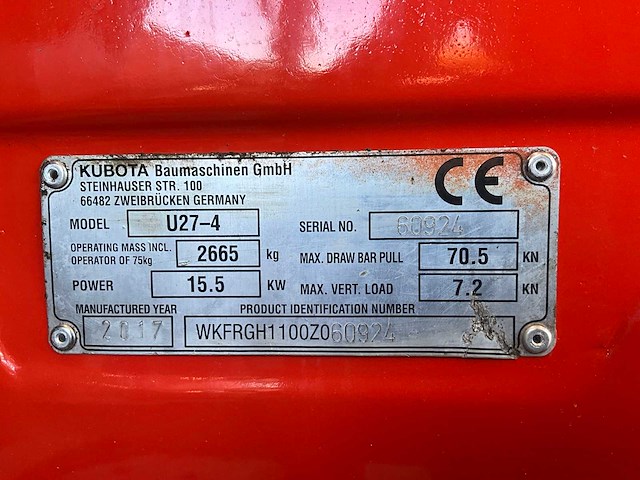 KUBOTA Baumaschinen GmbH
STEINHAUSER STR. 100
66482 ZWEIBRÜCKEN GERMANY
CE
MODEL U27-4 SERIAL NO. 60924
OPERATING MASS INCL. OPERATOR OF 75kg 2665 kg MAX. DRAW BAR PULL 70.5 KN
POWER 15.5 KW MAX. VERT. LOAD 7.2 KN
MANUFACTURED YEAR PRODUCT IDENTIFICATION NUMBER
2017 WKFRGH1100Z060924